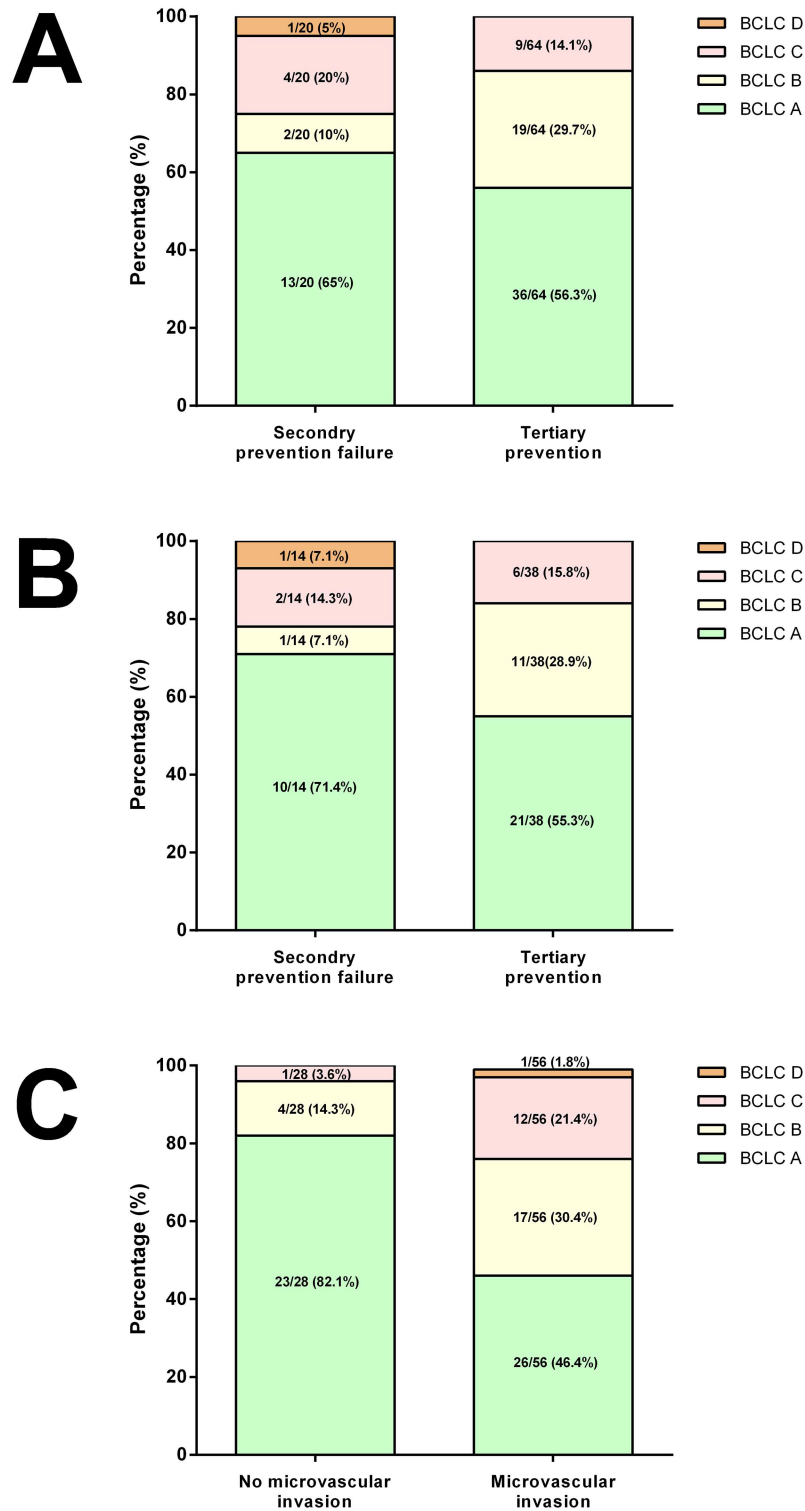 A
Percentage (%)
100
80
60
40
20
0
1/20 (5%)
4/20 (20%)
2/20 (10%)
13/20 (65%)
9/64 (14.1%)
19/64 (29.7%)
36/64 (56.3%)
Secondry
prevention failure
Tertiary
prevention
BCLC D
BCLC C
BCLC B
BCLC A
B
Percentage (%)
100
80
60
40
20
0
1/14 (7.1%)
2/14 (14.3%)
1/14 (7.1%)
10/14 (71.4%)
6/38 (15.8%)
11/38(28.9%)
21/38 (55.3%)
Secondry
prevention failure
Tertiary
prevention
BCLC D
BCLC C
BCLC B
BCLC A
C
Percentage (%)
100
80
60
40
20
0
1/28 (3.6%)
4/28 (14.3%)
23/28 (82.1%)
1/56 (1.8%)
12/56 (21.4%)
17/56 (30.4%)
26/56 (46.4%)
No microvascular
invasion
Microvascular
invasion
BCLC D
BCLC C
BCLC B
BCLC A